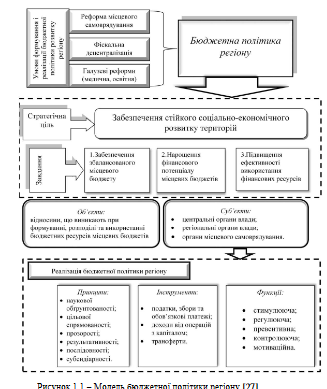 Умови формування і
реалізації бюджетної
політики розвитку
регіону
Реформа місцевого
самоврядування
Фіскальна
децентралізація
Галузеві реформи
(медична, освітня)
Бюджетна політика
регіону
Стратегічна
ціль
Забезпечення стійкого соціально-економічного
розвитку територій
Завдання
1.Забезпечення
збалансованого
місцевого
бюджету
2.Нарощення
фінансового
потенціалу
місцевих бюджетів
3.Підвищення
ефективності
використання
фінансових ресурсів
Об'єкти:
відносини, що виникають при
формуванні, розподілі та використанні
бюджетних ресурсів місцевих бюджетів
Суб'єкти:
• центральні органи влади;
• регіональні органи влади;
• органи місцевого самоврядування.
Реалізація бюджетної політики регіону
Принципи:
• наукової
обґрунтованості;
• цільової
спрямованості;
• прозорості;
• результативності;
• послідовності;
• субсидіарності.
Інструменти:
• податки, збори та
обов'язкові платежі;
• доходи від операцій
з капіталом;
• трансферти.
Функції:
• стимулююча;
• регулююча;
• превентивна;
• контролююча;
• мотиваційна.
Рисунок 1.1 – Модель бюджетної політики регіону [27]